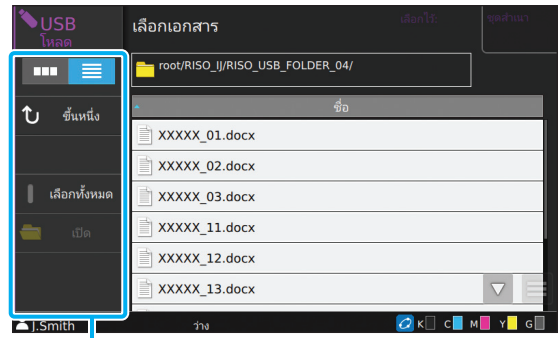 USB
โหลด
เลือกเอกสาร
เลือกไว้:
ชุดสำเนา
root/RISO_IJ/RISO_USB_FOLDER_04/
ขึ้นหนึ่ง
เลือกทั้งหมด
เปิด
ชื่อ
XXXXX_01.docx
XXXXX_02.docx
XXXXX_03.docx
XXXXX_11.docx
XXXXX_12.docx
XXXXX_13.docx
J.Smith
ว่าง
K C M Y G